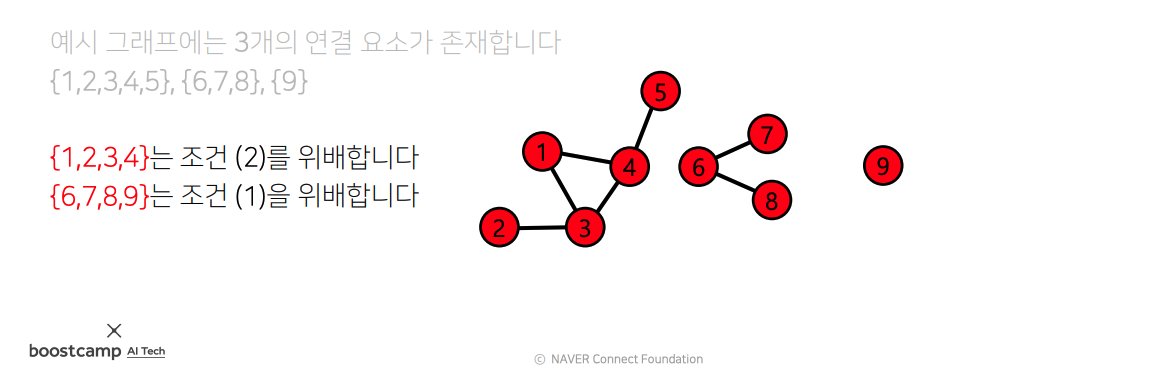 예시 그래프에는 3개의 연결 요소가 존재합니다
{1,2,3,4,5}, {6,7,8}, {9}
{1,2,3,4}는 조건 (2)를 위배합니다
{6,7,8,9}는 조건 (1)을 위배합니다
5
1
4
2
3
7
6
8
9
boostcamp AI Tech
ⓒ NAVER Connect Foundation